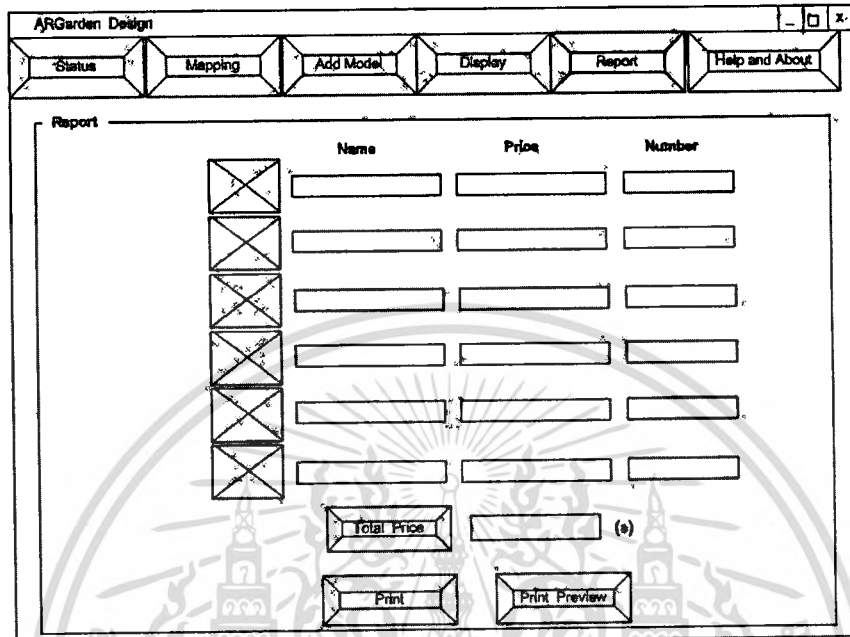 ARGarden Design
Status Mapping Add Model Display Report Help and About
Report
Name Price Number
Total Price (s)
Print Print Preview